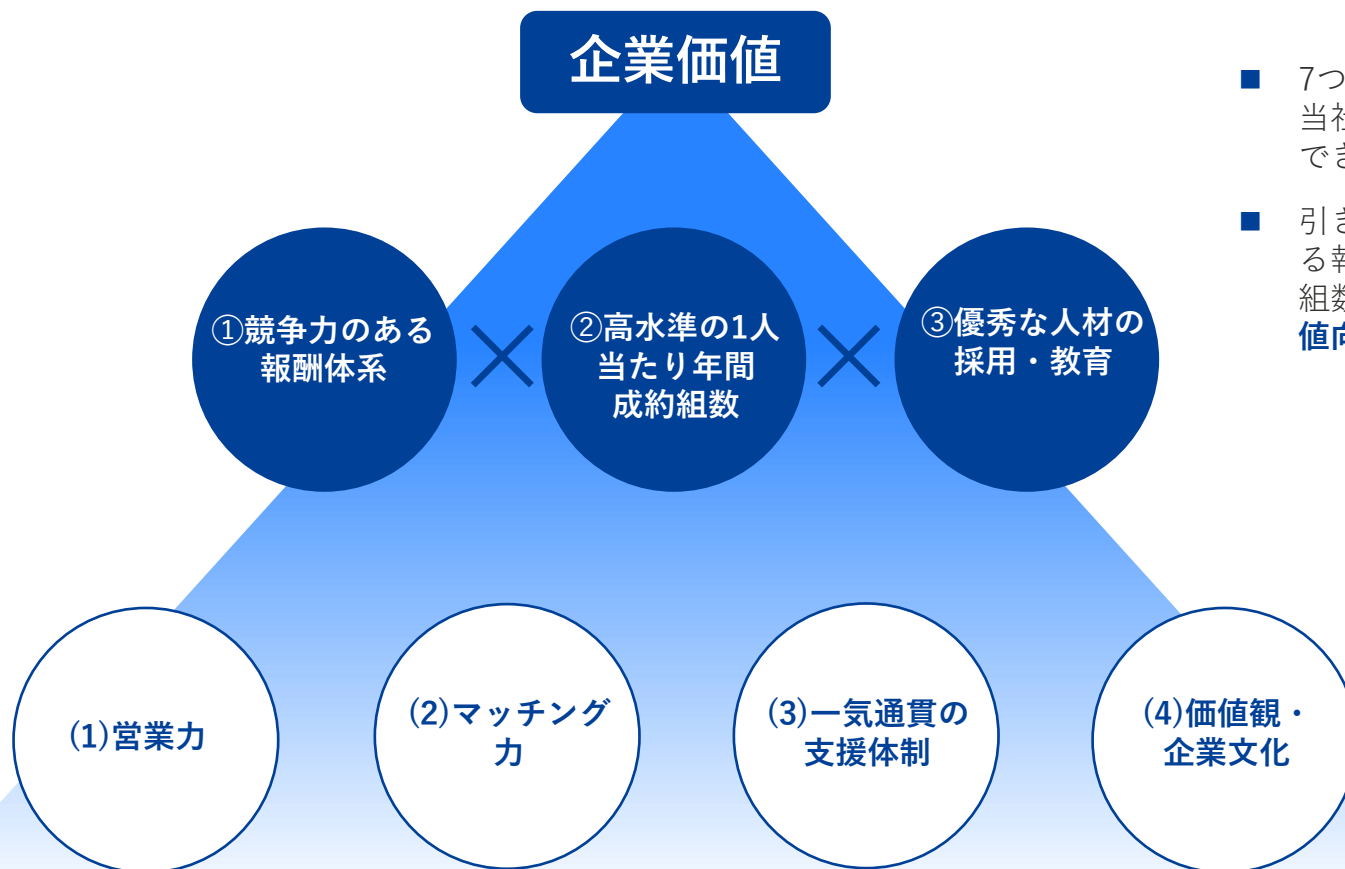 企業価値
■ 7つ
当社
でき
■ 引き
る報
組数
値向
①競争力のある
報酬体系
×
②高水準の1人
当たり年間
成約組数
×
③優秀な人材の
採用・教育
(1)営業力
(2)マッチング
力
(3)一気通貫の
支援体制
(4)価値観・
企業文化